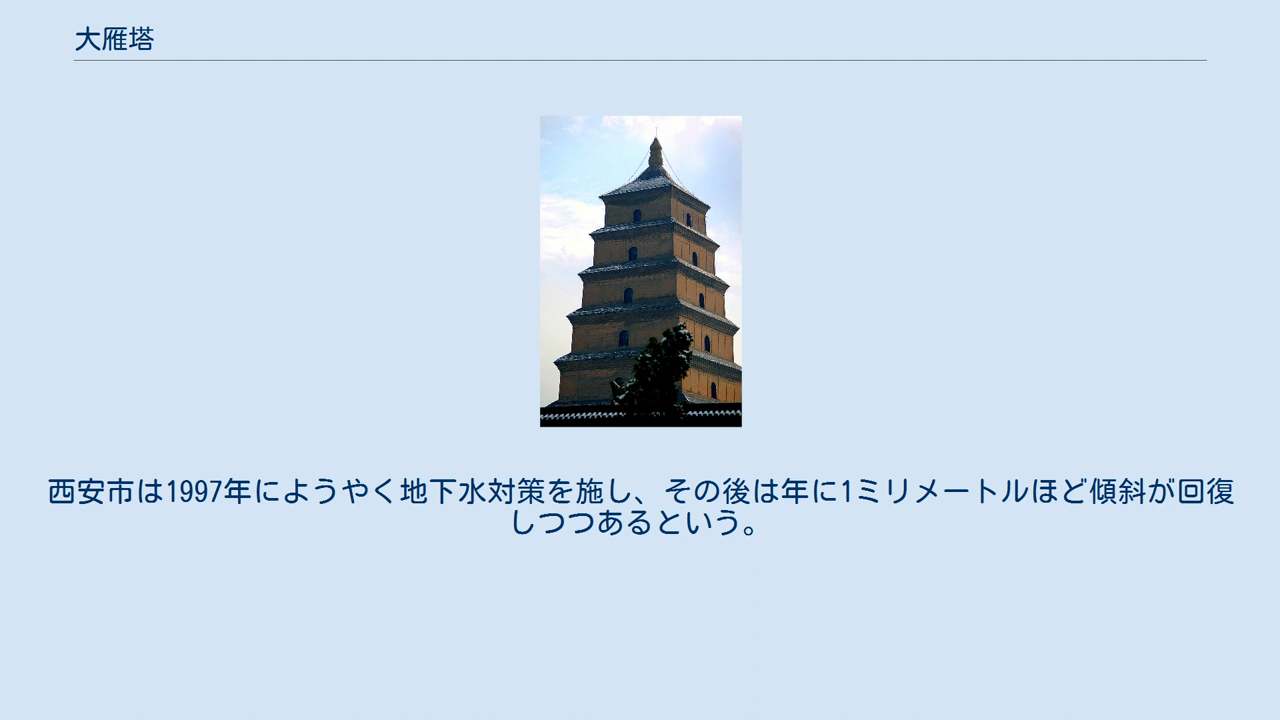 大雁塔
西安市は1997年にようやく地下水対策を施し、その後は年に1ミリメートルほど傾斜が回復
しつつあるという。